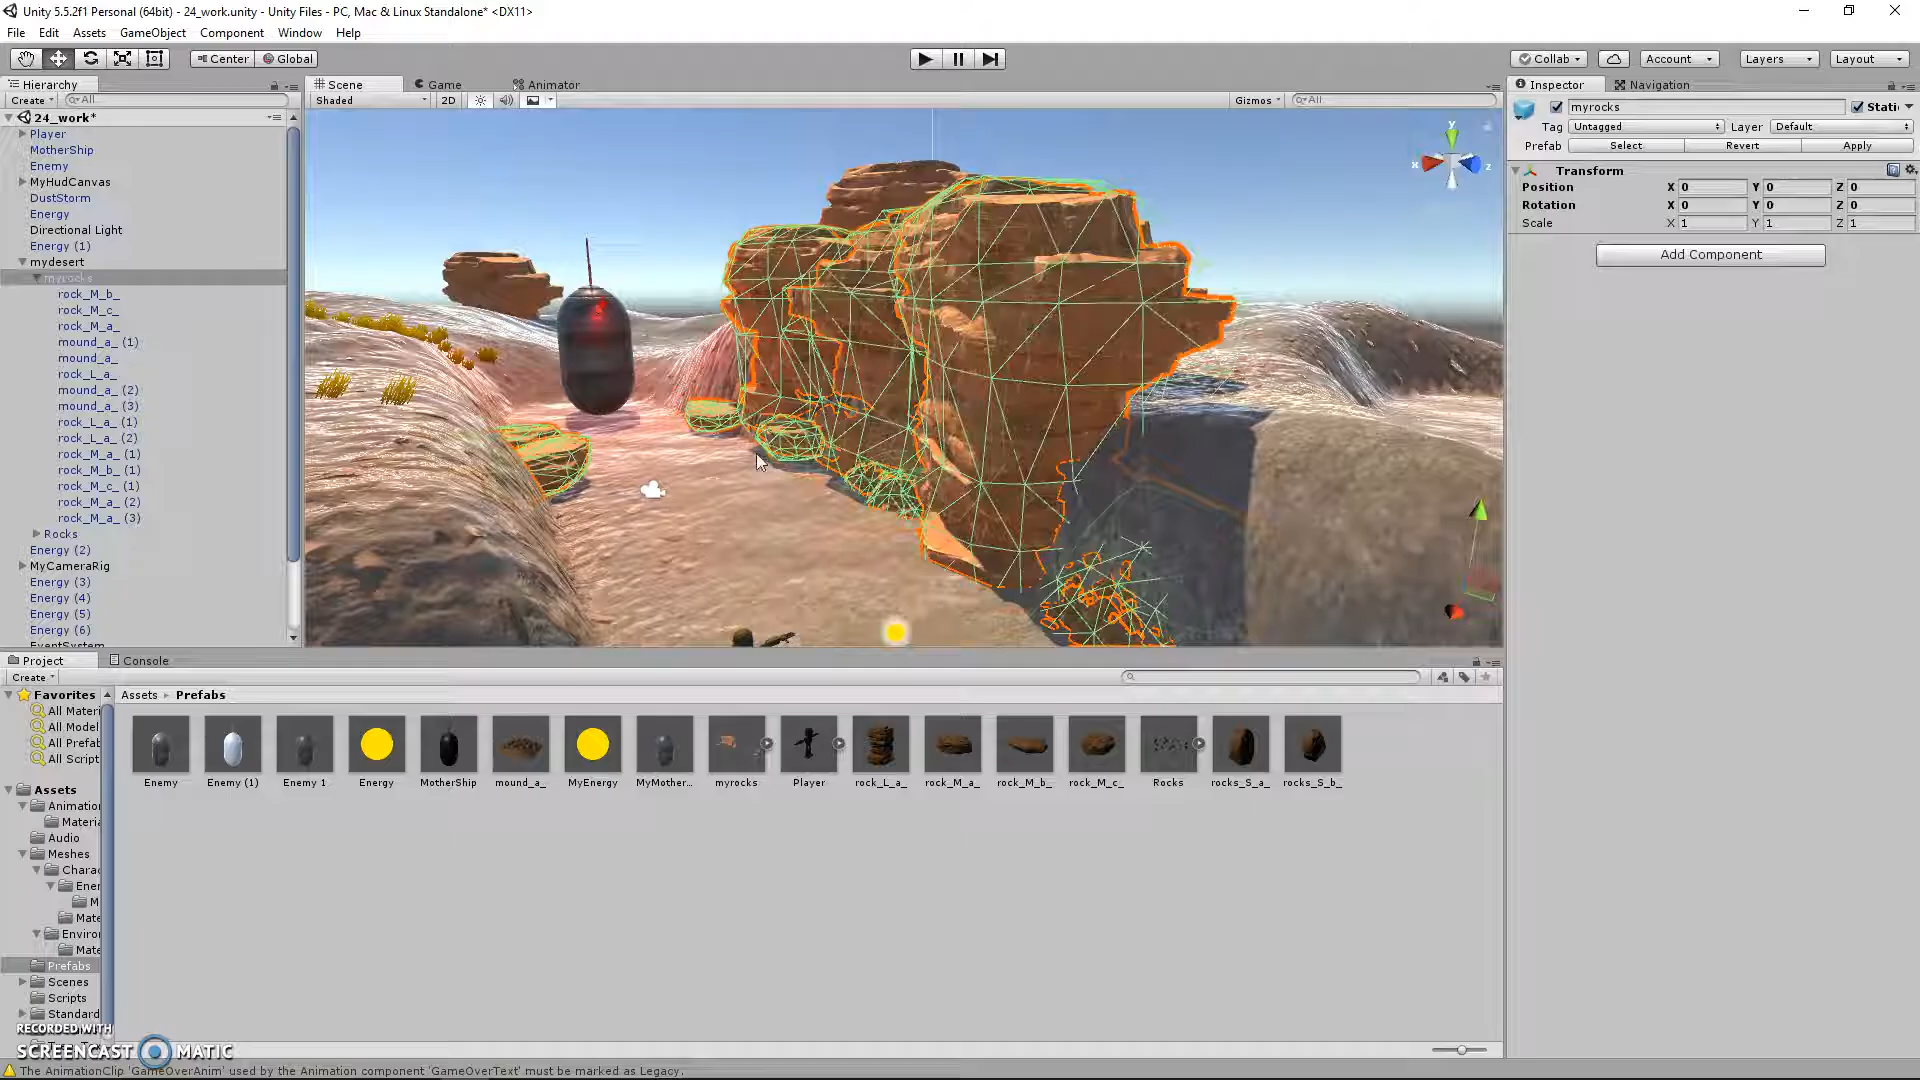 Unity 5.5.2f1 Personal (64bit) - 24_work.unity - Unity Files - PC, Mac & Linux Standalone* <DX11>
File Edit Assets GameObject Component Window Help
Center Global Collab Account Layers Layout
Hierarchy Scene Game Animator Inspector Navigation
Create All Shaded 2D Gizmos All
24_work*
Player
MotherShip
Enemy
MyHudCanvas
DustStorm
Energy
Directional Light
Energy (1)
mydesert
myrocks
rock_M_b_
rock_M_c_
rock_M_a_
mound_a_ (1)
mound_a_
rock_L_a_
mound_a_ (2)
mound_a_ (3)
rock_L_a_ (1)
rock_L_a_ (2)
rock_M_a_ (1)
rock_M_b_ (1)
rock_M_c_ (1)
rock_M_a_ (2)
rock_M_a_ (3)
Rocks
Energy (2)
MyCameraRig
Energy (3)
Energy (4)
Energy (5)
Energy (6)
EventSystem
y
x z
myrocks Stati
Tag Untagged Layer Default
Prefab Select Revert Apply
Transform
Position X 0 Y 0 Z 0
Rotation X 0 Y 0 Z 0
Scale X 1 Y 1 Z 1
Add Component
Project Console
Create
Favorites
All Materi
All Model
All Prefab
All Script
Assets
Animation
Materia
Audio
Meshes
Charac
Ener
M
Mate
Enviro
Mate
Prefabs
Scenes
Scripts
Standard
Assets Prefabs
Enemy Enemy (1) Enemy 1 Energy MotherShip mound_a_ MyEnergy MyMother... myrocks Player rock_L_a_ rock_M_a_ rock_M_b_ rock_M_c_ Rocks rocks_S_a_ rocks_S_b_
RECORDED WITH
SCREENCAST MATIC
The AnimationClip 'GameOverAnim' used by the Animation component 'GameOverText' must be marked as Legacy.